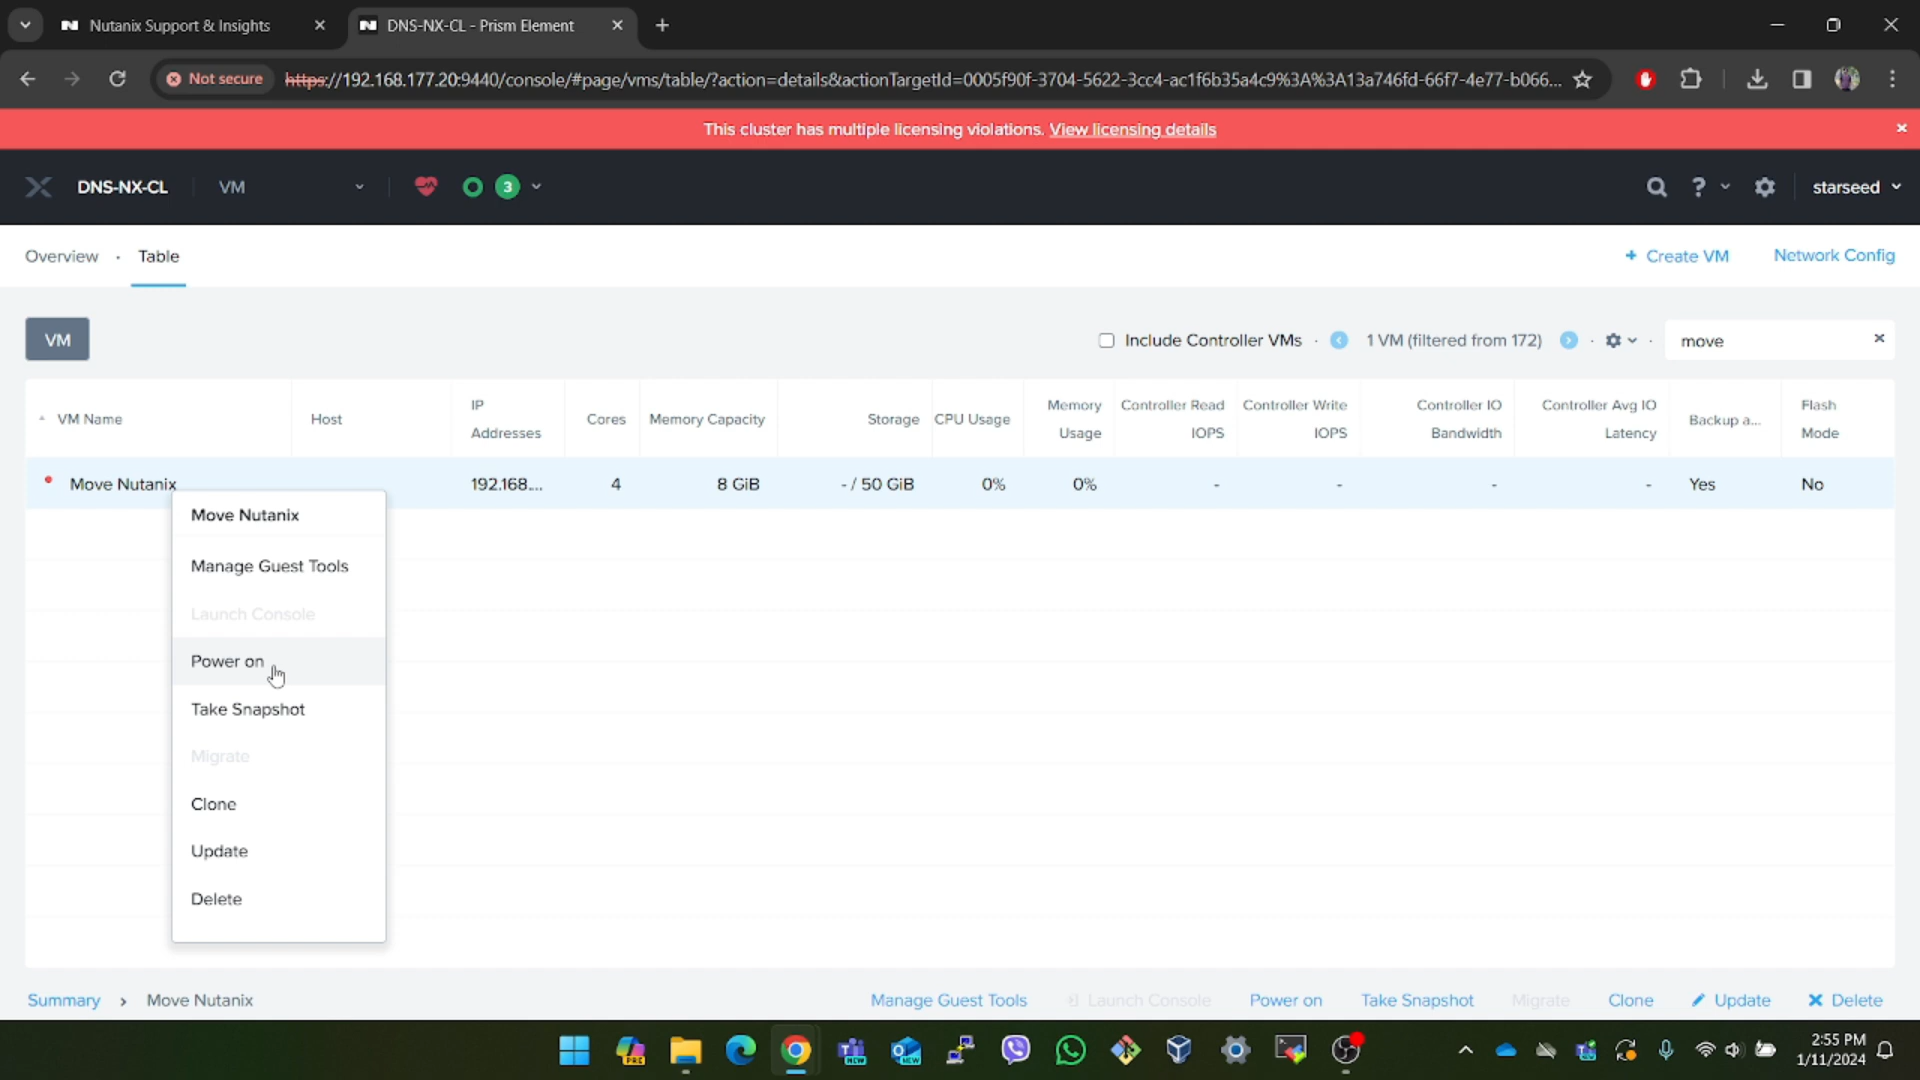 Nutanix Support & Insights
DNS-NX-CL - Prism Element
Not secure
https://192.168.177.20:9440/console/#page/vms/table/?action=details&actionTargetId=0005f90f-3704-5622-3cc4-ac1f6b35a4c9%3A%3A13a746fd-66f7-4e77-b066...
This cluster has multiple licensing violations. View licensing details
DNS-NX-CL
VM
3
?
starseed
Overview · Table
+ Create VM
Network Config
VM
Include Controller VMs · 1 VM (filtered from 172) · ·
move
VM Name
Host
IP Addresses
Cores
Memory Capacity
Storage
CPU Usage
Memory Usage
Controller Read IOPS
Controller Write IOPS
Controller IO Bandwidth
Controller Avg IO Latency
Backup a...
Flash Mode
Move Nutanix 192.168.... 4 8 GiB - / 50 GiB 0% 0% - - - - Yes No
Move Nutanix
Manage Guest Tools
Launch Console
Power on
Take Snapshot
Migrate
Clone
Update
Delete
Summary > Move Nutanix
Manage Guest Tools
Launch Console
Power on
Take Snapshot
Migrate
Clone
Update
Delete
PRE
NEW
NEW
2:55 PM
1/11/2024